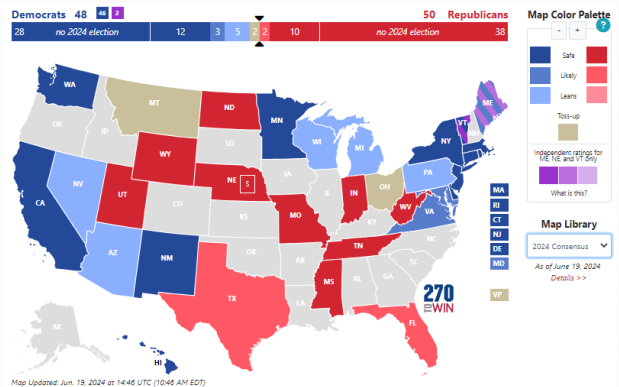 Democrats 48 46 2
50 Republicans
28 no 2024 election 12 3 5 2 2 10 no 2024 election 38
WA
OR
ID
MT
ND
MN
SD
WY
WI
MI
NY
VT
NH
ME
NV
UT
CO
NE
S
IA
IL
IN
OH
PA
CA
AZ
NM
KS
MO
KY
WV
VA
NC
TN
OK
AR
SC
TX
LA
MS
AL
GA
FL
AK
HI
MA
RI
CT
NJ
DE
MD
VP
270
TO WIN
Map Updated: Jun. 19, 2024 at 14:46 UTC (10:46 AM EDT)
Map Color Palette
- + ?
Safe
Likely
Leans
Toss-up
Independent ratings for
ME, NE, and VT only
What is this?
Map Library
2024 Consensus
As of June 19, 2024
Details >>